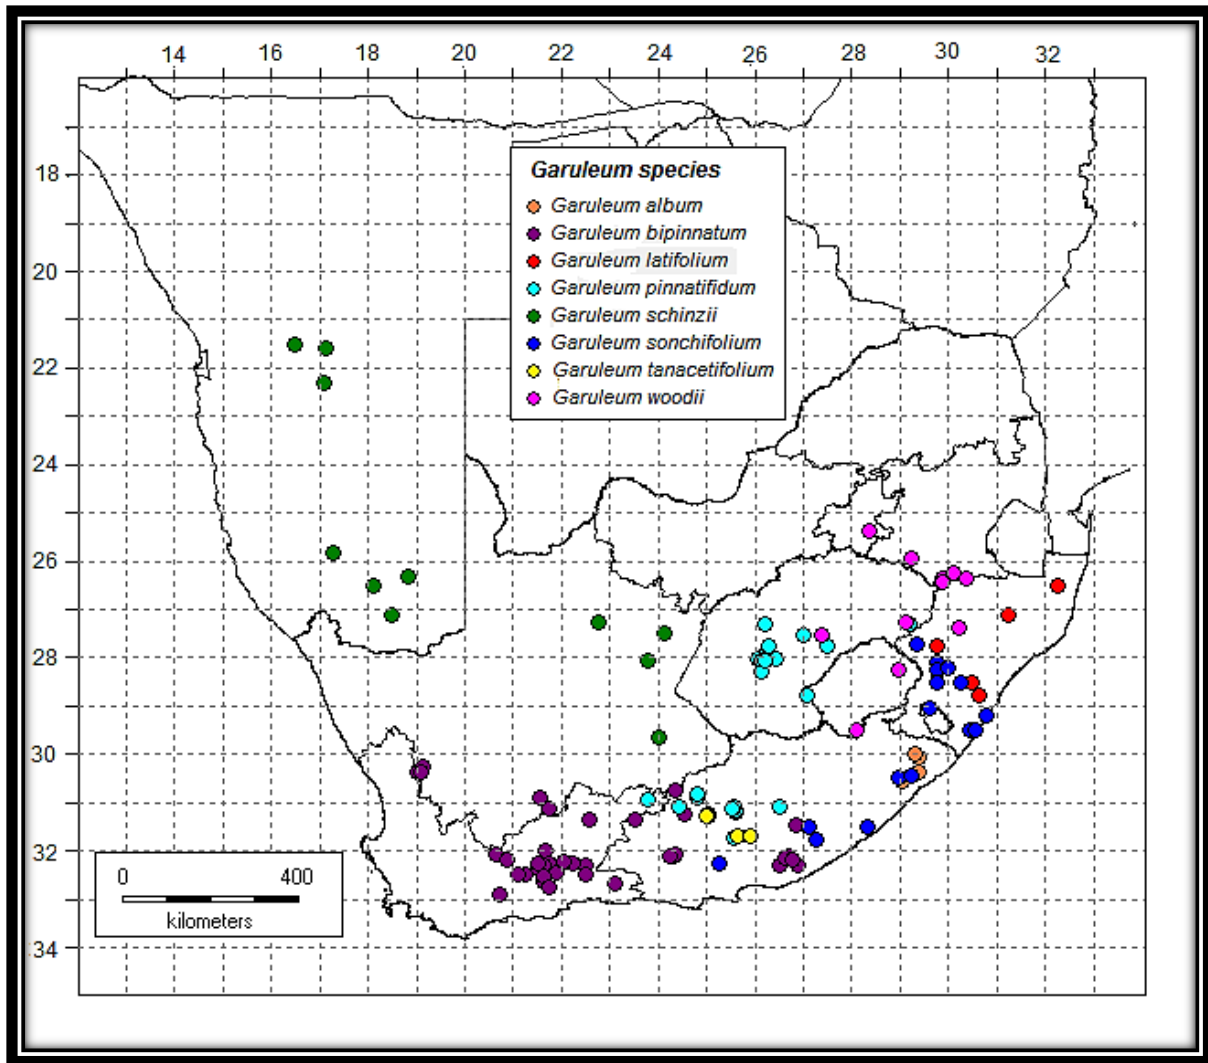 14 16 18 20 22 24 26 28 30 32
18
20
22
24
26
28
30
32
34
Garuleum species
Garuleum album
Garuleum bipinnatum
Garuleum latifolium
Garuleum pinnatifidum
Garuleum schinzii
Garuleum sonchifolium
Garuleum tanacetifolium
Garuleum woodii
0 400
kilometers